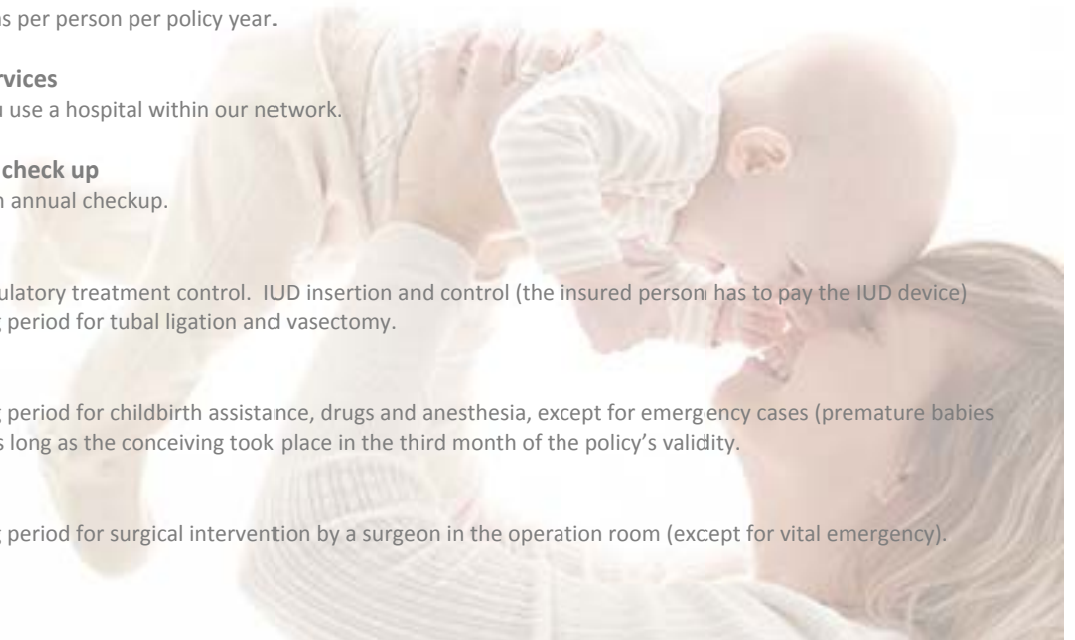 per person per policy year.
rvices
use a hospital within our network.
check up
annual checkup.
ulatory treatment control. IUD insertion and control (the insured person has to pay the IUD device)
period for tubal ligation and vasectomy.
period for childbirth assistance, drugs and anesthesia, except for emergency cases (premature babies
s long as the conceiving took place in the third month of the policy’s validity.
period for surgical intervention by a surgeon in the operation room (except for vital emergency).